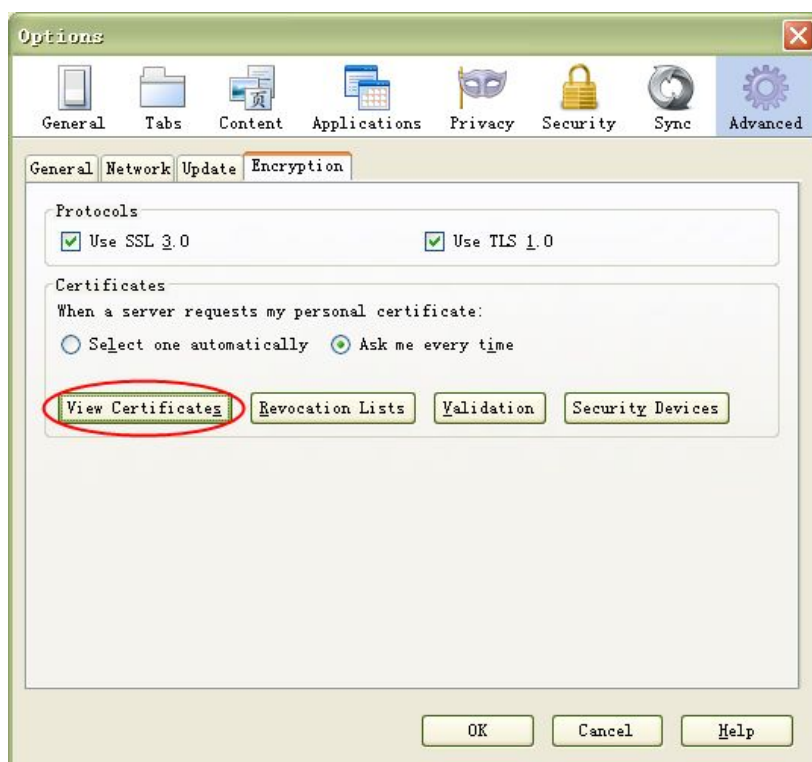 Options
General Tabs Content Applications Privacy Security Sync Advanced
General Network Update Encryption
Protocols
Use SSL 3.0 Use TLS 1.0
Certificates
When a server requests my personal certificate:
Select one automatically Ask me every time
View Certificates Revocation Lists Validation Security Devices
OK Cancel Help